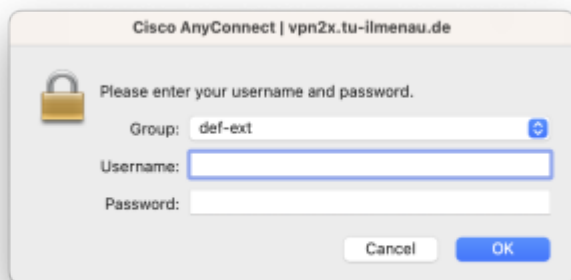 Cisco AnyConnect | vpn2x.tu-ilmenau.de
Please enter your username and password.
Group: def-ext
Username:
Password:
Cancel OK